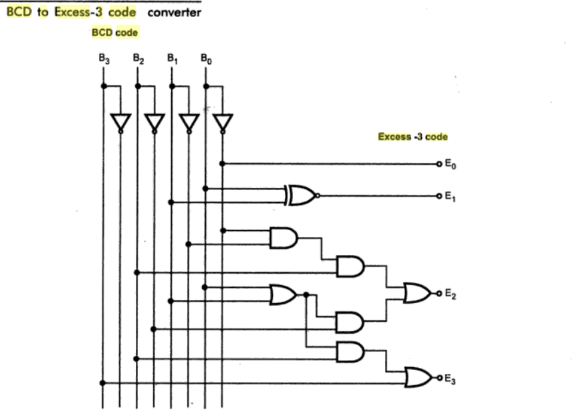 BCD to Excess-3 code converter
BCD code
B3 B2 B1 B0
Excess -3 code
E0
E1
E2
E3